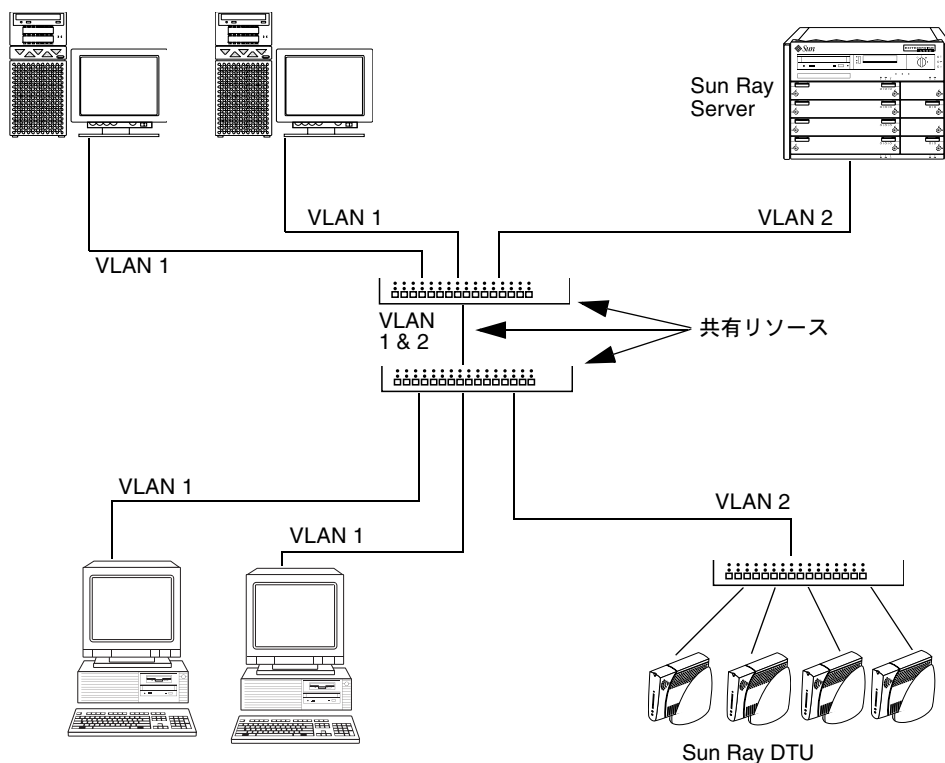 Sun
Sun Ray
Server
VLAN 1
VLAN 2
VLAN 1
VLAN
1 & 2
共有リソース
VLAN 1
VLAN 2
VLAN 1
Sun Ray DTU